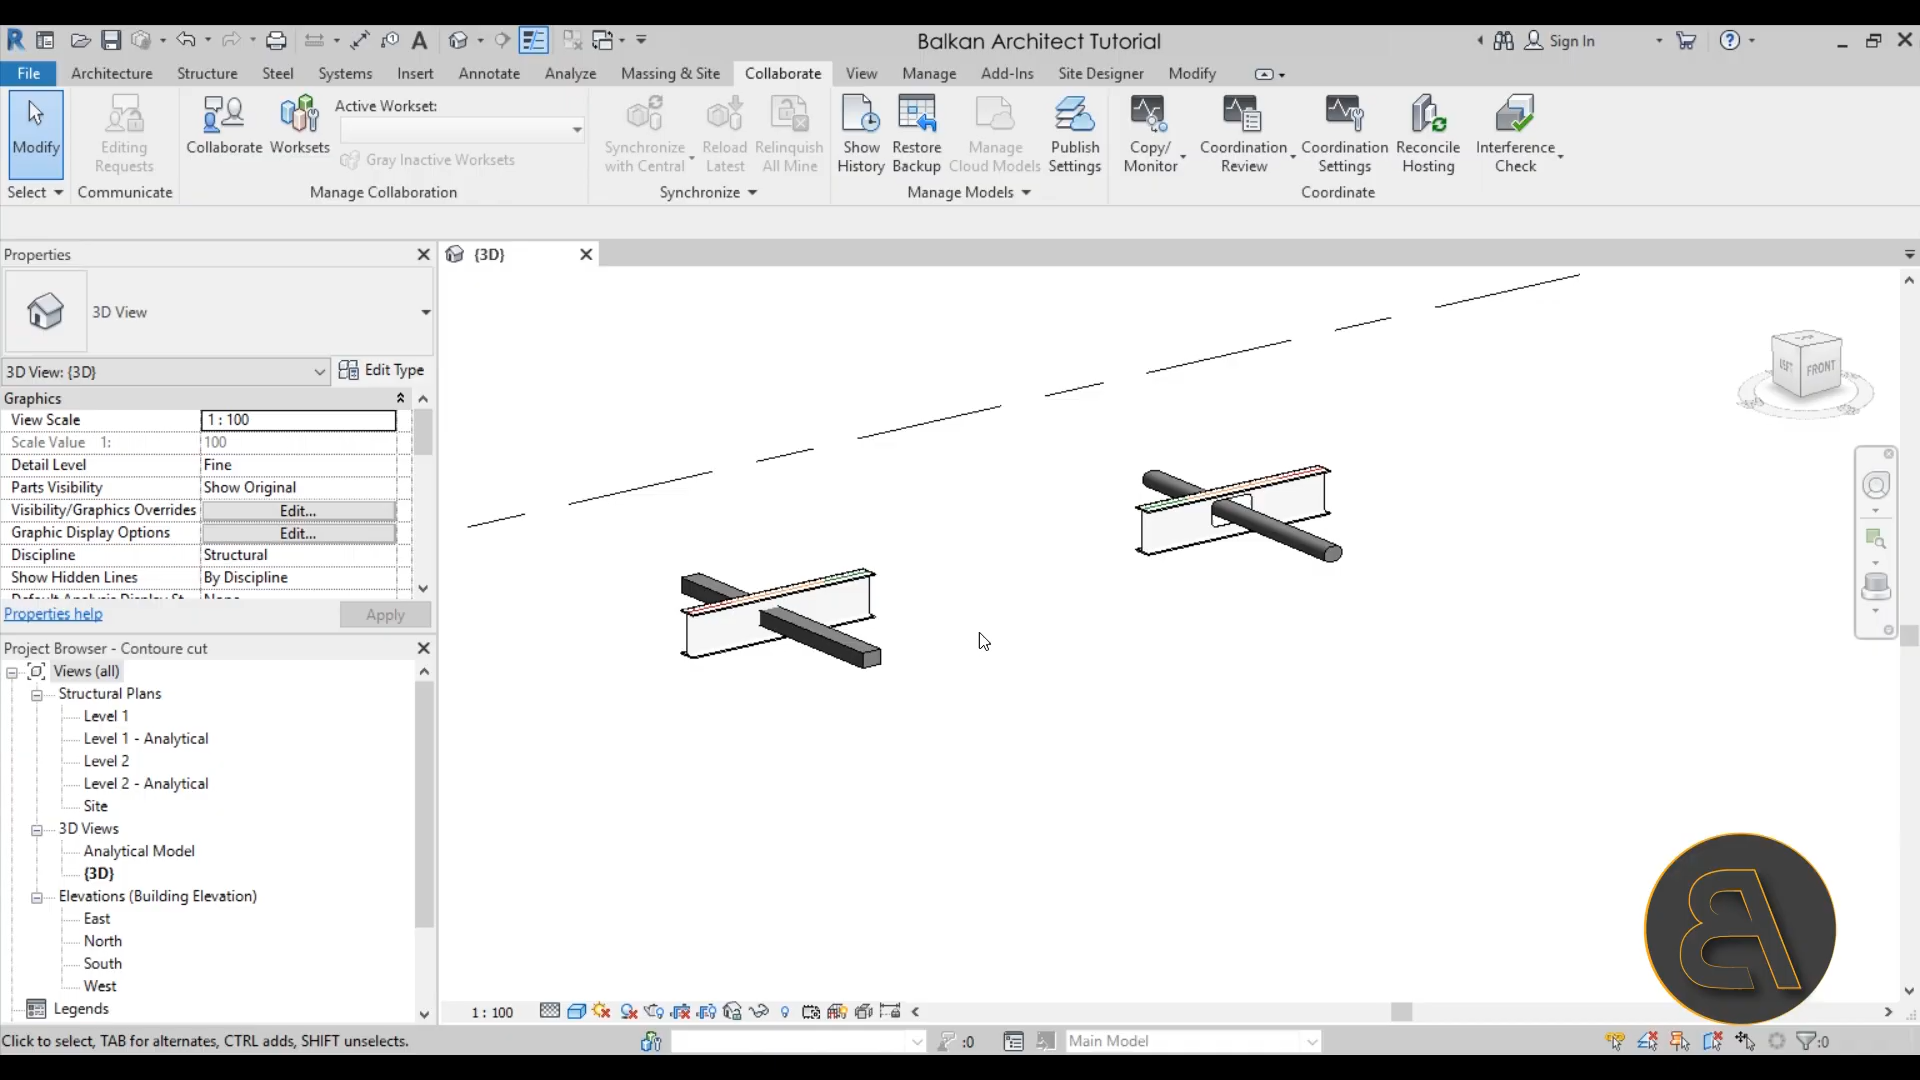 Balkan Architect Tutorial
Sign In
File Architecture Structure Steel Systems Insert Annotate Analyze Massing & Site Collaborate View Manage Add-Ins Site Designer Modify
Modify
Editing
Requests
Collaborate
Worksets
Active Workset:
Gray Inactive Worksets
Synchronize
with Central
Reload
Latest
Relinquish
All Mine
Show
History
Restore
Backup
Manage
Cloud Models
Publish
Settings
Copy/
Monitor
Coordination
Review
Coordination
Settings
Reconcile
Hosting
Interference
Check
Select Communicate Manage Collaboration Synchronize Manage Models Coordinate
Properties
{3D}
3D View
3D View: {3D} Edit Type
Graphics
View Scale 1 : 100
Scale Value 1: 100
Detail Level Fine
Parts Visibility Show Original
Visibility/Graphics Overrides Edit...
Graphic Display Options Edit...
Discipline Structural
Show Hidden Lines By Discipline
Properties help Apply
FRONT
Project Browser - Contoure cut
Views (all)
Structural Plans
Level 1
Level 1 - Analytical
Level 2
Level 2 - Analytical
Site
3D Views
Analytical Model
{3D}
Elevations (Building Elevation)
East
North
South
West
Legends
1 : 100
Click to select, TAB for alternates, CTRL adds, SHIFT unselects.
:0
Main Model
:0